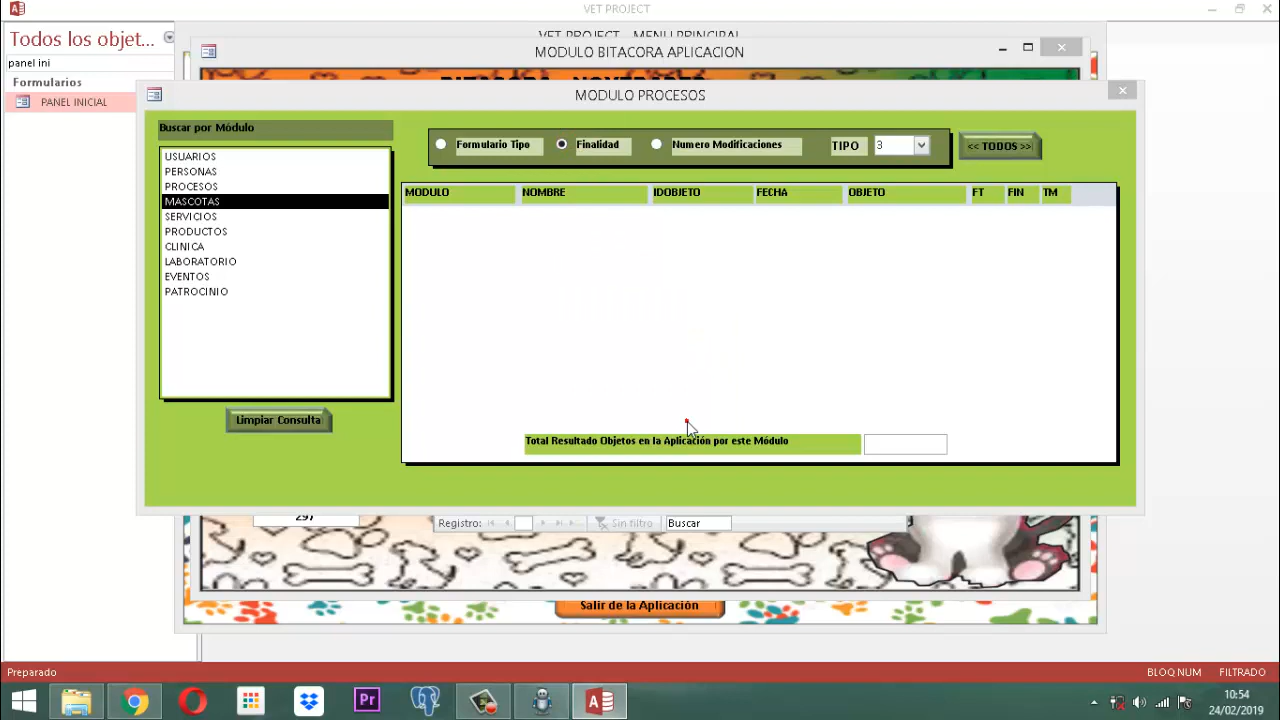 VET PROJECT
Todos los objet...
panel ini
Formularios
PANEL INICIAL
VET PROJECT - MENU PRINCIPAL
MODULO BITACORA APLICACION
MODULO PROCESOS
Buscar por Módulo
USUARIOS
PERSONAS
PROCESOS
MASCOTAS
SERVICIOS
PRODUCTOS
CLINICA
LABORATORIO
EVENTOS
PATROCINIO
Limpiar Consulta
Formulario Tipo
Finalidad
Numero Modificaciones
TIPO
3
<< TODOS >>
MODULO NOMBRE IDOBJETO FECHA OBJETO FT FIN TM
Total Resultado Objetos en la Aplicación por este Módulo
297
Registro:
Sin filtro
Buscar
Salir de la Aplicación
Preparado
BLOQ NUM
FILTRADO
Pr
10:54
24/02/2019